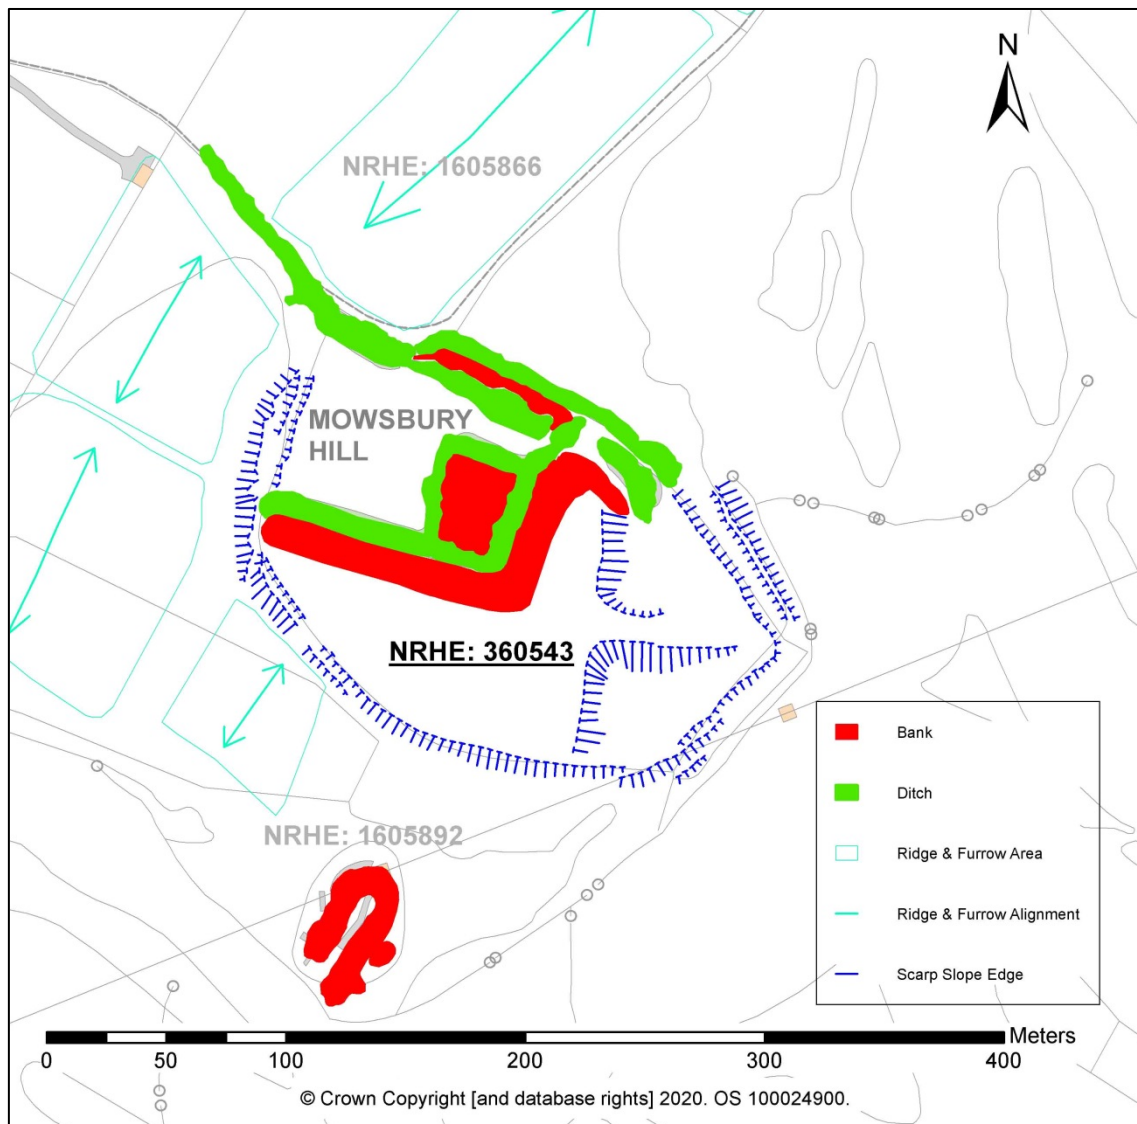 N
NRHE: 1605866
MOWSBURY
HILL
NRHE: 360543
NRHE: 1605892
Bank
Ditch
Ridge & Furrow Area
Ridge & Furrow Alignment
Scarp Slope Edge
Meters
0 50 100 200 300 400
© Crown Copyright [and database rights] 2020. OS 100024900.